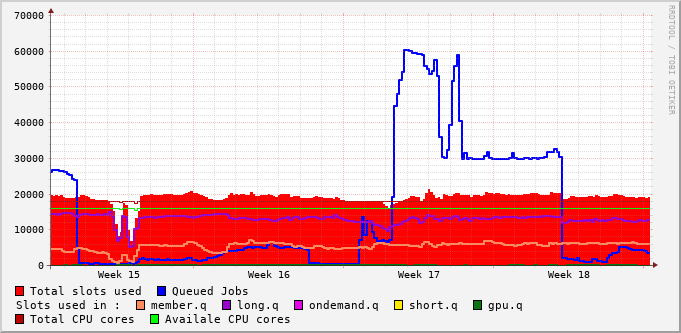 70000
60000
50000
40000
30000
20000
10000
0
Week 15 Week 16 Week 17 Week 18
Total slots used Queued Jobs
Slots used in : member.q long.q ondemand.q short.q gpu.q
Total CPU cores Availale CPU cores
RRDTOOL / TOBI OETIKER